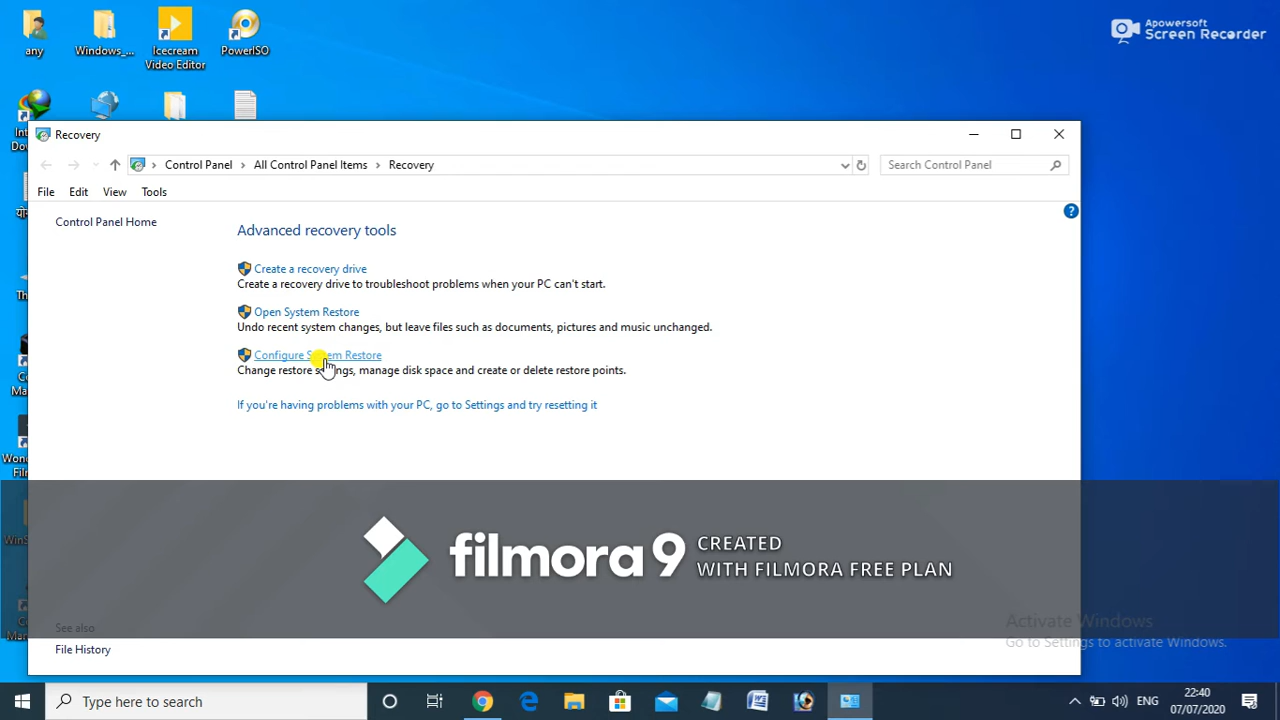 Apowersoft
Screen Recorder
any
Windows_...
Icecream
Video Editor
PowerISO
Recovery
Control Panel > All Control Panel Items > Recovery
Search Control Panel
File Edit View Tools
Control Panel Home
Advanced recovery tools
Create a recovery drive
Create a recovery drive to troubleshoot problems when your PC can't start.
Open System Restore
Undo recent system changes, but leave files such as documents, pictures and music unchanged.
Configure System Restore
Change restore settings, manage disk space and create or delete restore points.
If you're having problems with your PC, go to Settings and try resetting it
filmora 9
CREATED
WITH FILMORA FREE PLAN
Activate Windows
Go to Settings to activate Windows.
See also
File History
Type here to search
ENG
22:40
07/07/2020